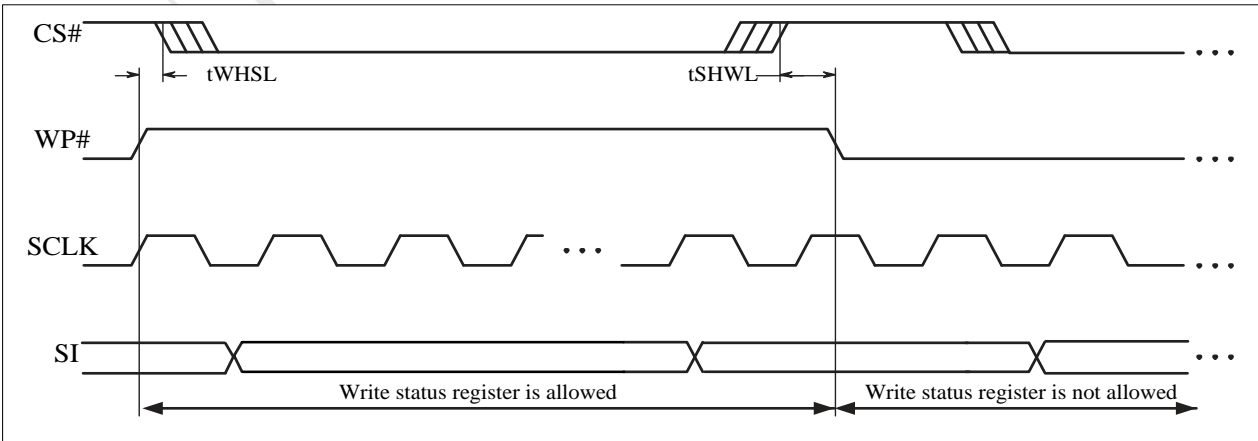 CS#
tWHSL
tSHWL
WP#
SCLK
SI
Write status register is allowed
Write status register is not allowed